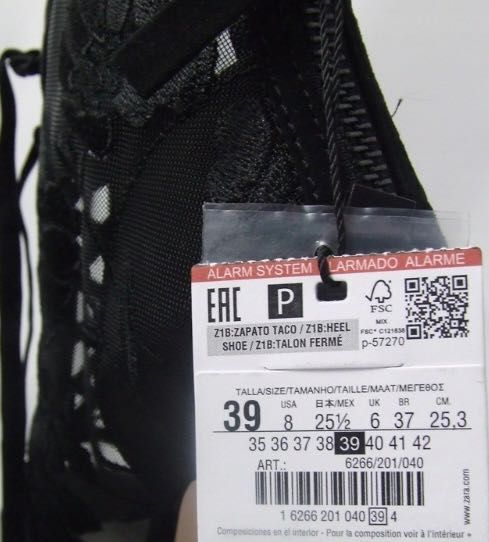 ALARM SYSTEM LARMADO ALARME
EAC P FSC
MIX
FSC® C121838
Z1B:ZAPATO TACO / Z1B:HEEL
SHOE / Z1B:TALON FERMÉ
p-57270
TALLA/SIZE/TAMANHO/TAILLE/MAAT/ΜΕΓΕΘΟΣ
USA 日本/MEX UK BR CM.
39 8 25½ 6 37 25,3
35 36 37 38 39 40 41 42
ART.: 6266/201/040
1 6266 201 040 39 4
www.zara.com
Composiciones en el interior - Pour la composition voir à l'intérieur